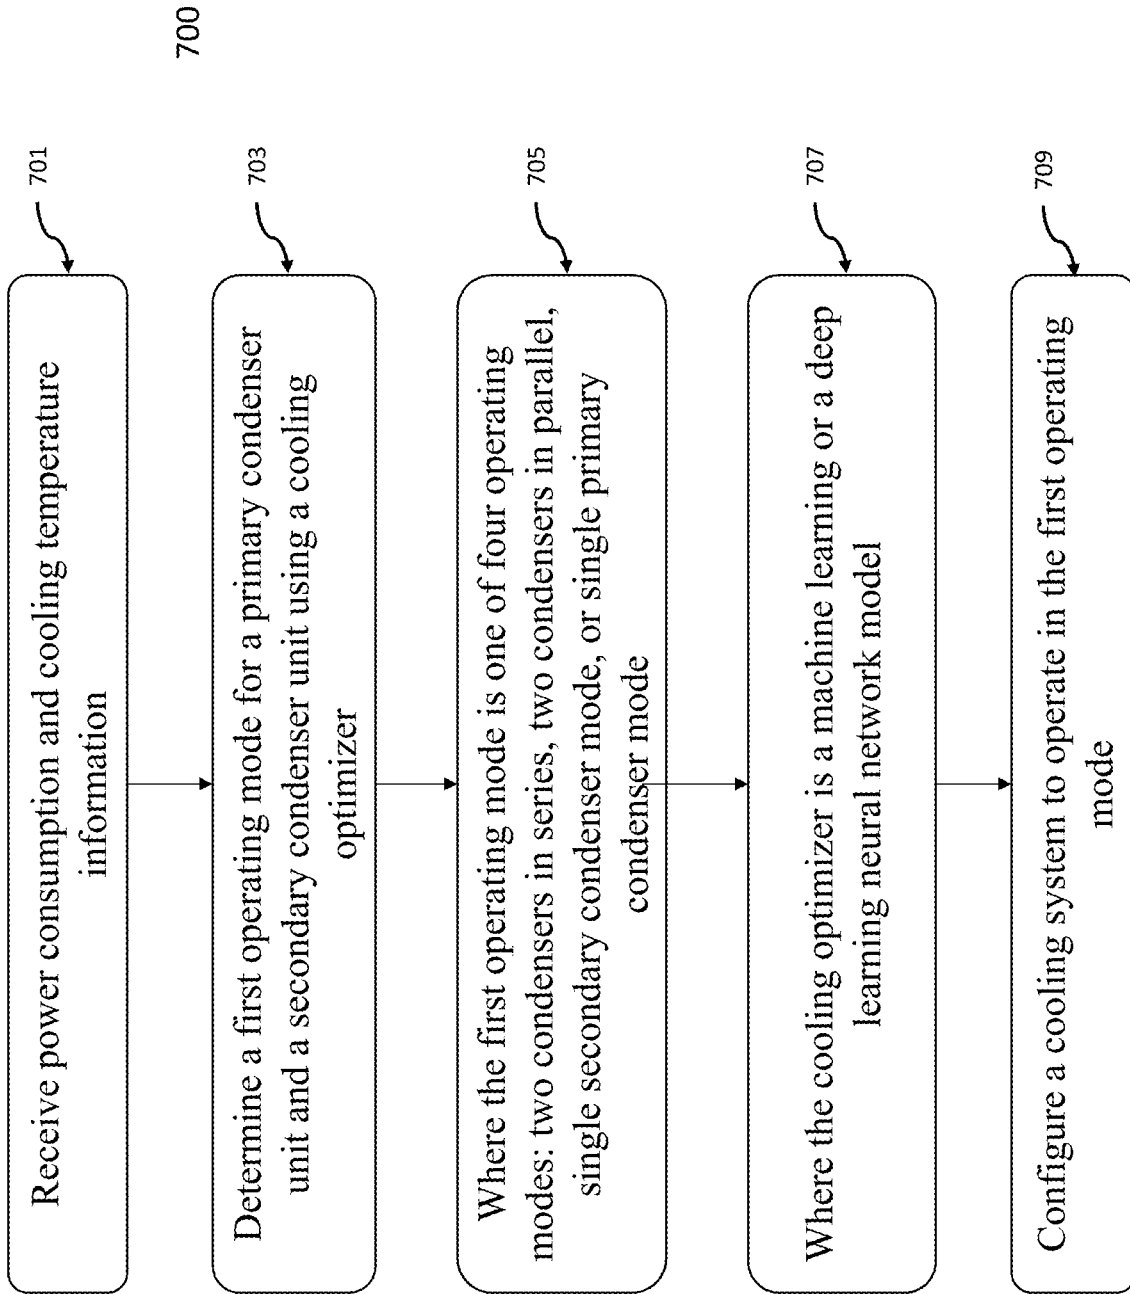 700
701
Receive power consumption and cooling temperature
information
703
Determine a first operating mode for a primary condenser
unit and a secondary condenser unit using a cooling
optimizer
705
Where the first operating mode is one of four operating
modes: two condensers in series, two condensers in parallel,
single secondary condenser mode, or single primary
condenser mode
707
Where the cooling optimizer is a machine learning or a deep
learning neural network model
709
Configure a cooling system to operate in the first operating
mode